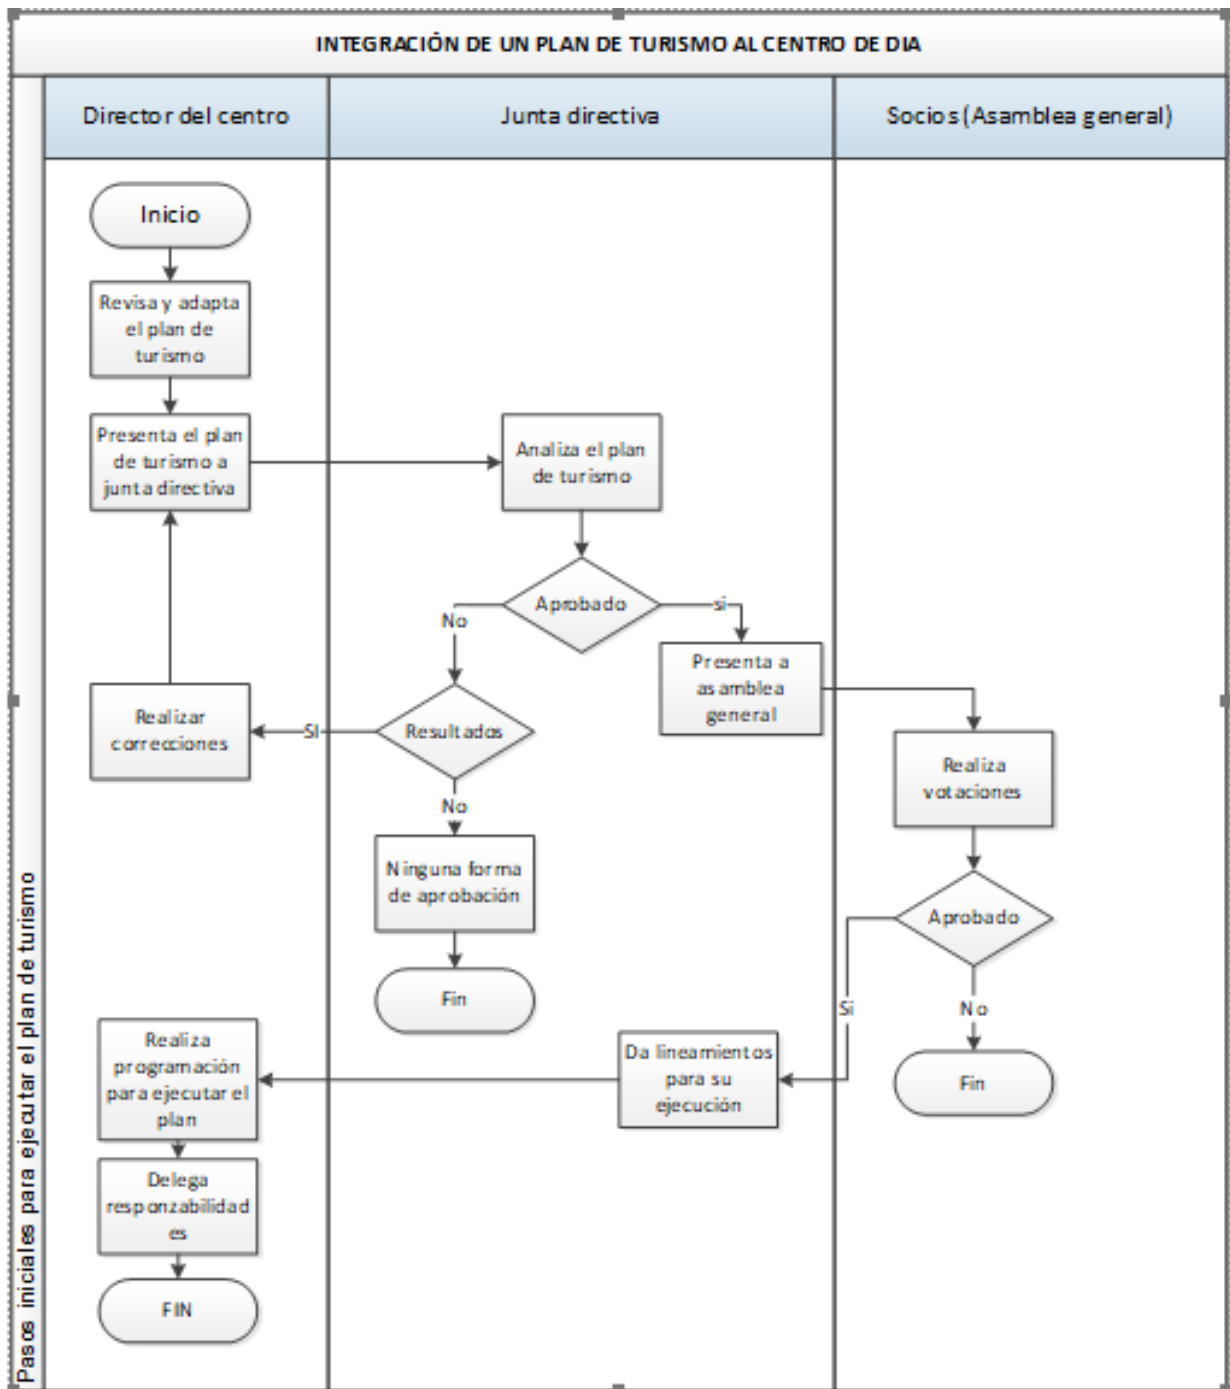 INTEGRACIÓN DE UN PLAN DE TURISMO AL CENTRO DE DIA
Pasos iniciales para ejecutar el plan de turismo
Director del centro
Junta directiva
Socios (Asamblea general)
Inicio
Revisa y adapta
el plan de
turismo
Presenta el plan
de turismo a
junta directiva
Analiza el plan
de turismo
Aprobado
No
si
Presenta a
asamblea
general
Realizar
correcciones
SI
Resultados
No
Realiza
votaciones
Ninguna forma
de aprobación
Aprobado
Fin
Si
No
Realiza
programación
para ejecutar el
plan
Da lineamientos
para su
ejecución
Fin
Delega
responzabilidad
es
FIN